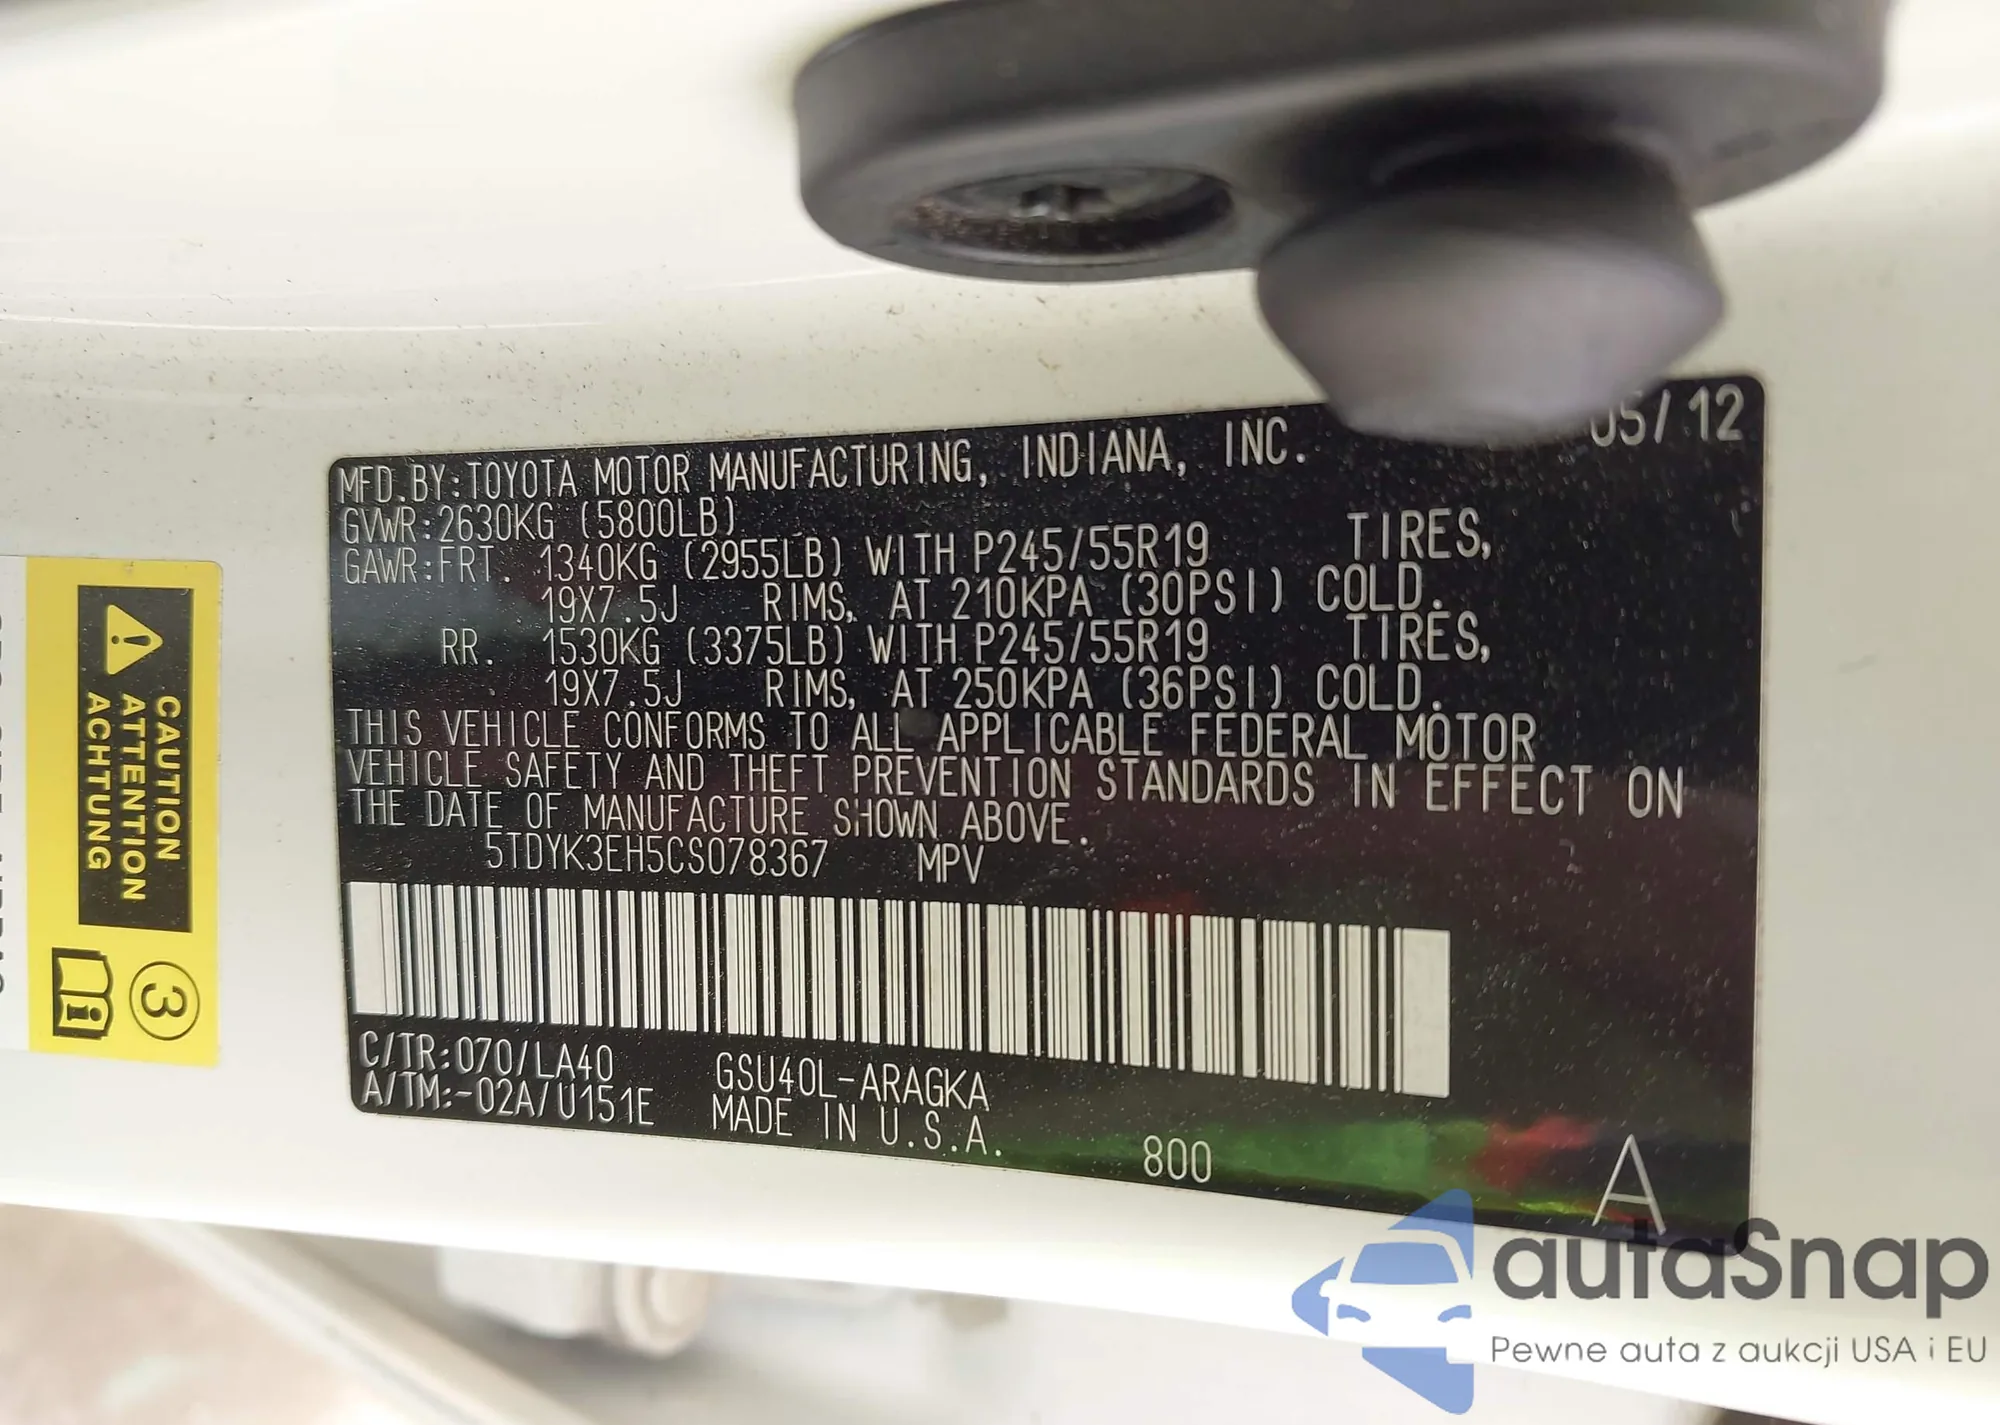 05/12
MFD.BY:TOYOTA MOTOR MANUFACTURING, INDIANA, INC.
GVWR:2630KG (5800LB)
GAWR:FRT. 1340KG (2955LB) WITH P245/55R19 TIRES,
19X7.5J RIMS, AT 210KPA (30PSI) COLD.
RR. 1530KG (3375LB) WITH P245/55R19 TIRES,
19X7.5J RIMS, AT 250KPA (36PSI) COLD.
THIS VEHICLE CONFORMS TO ALL APPLICABLE FEDERAL MOTOR
VEHICLE SAFETY AND THEFT PREVENTION STANDARDS IN EFFECT ON
THE DATE OF MANUFACTURE SHOWN ABOVE.
5TDYK3EH5CS078367 MPV
C/TR:070/LA40 GSU40L-ARAGKA
A/TM:-02A/U151E MADE IN U.S.A.
800
A
CAUTION
ATTENTION
ACHTUNG
3
autaSnap
Pewne auta z aukcji USA i EU